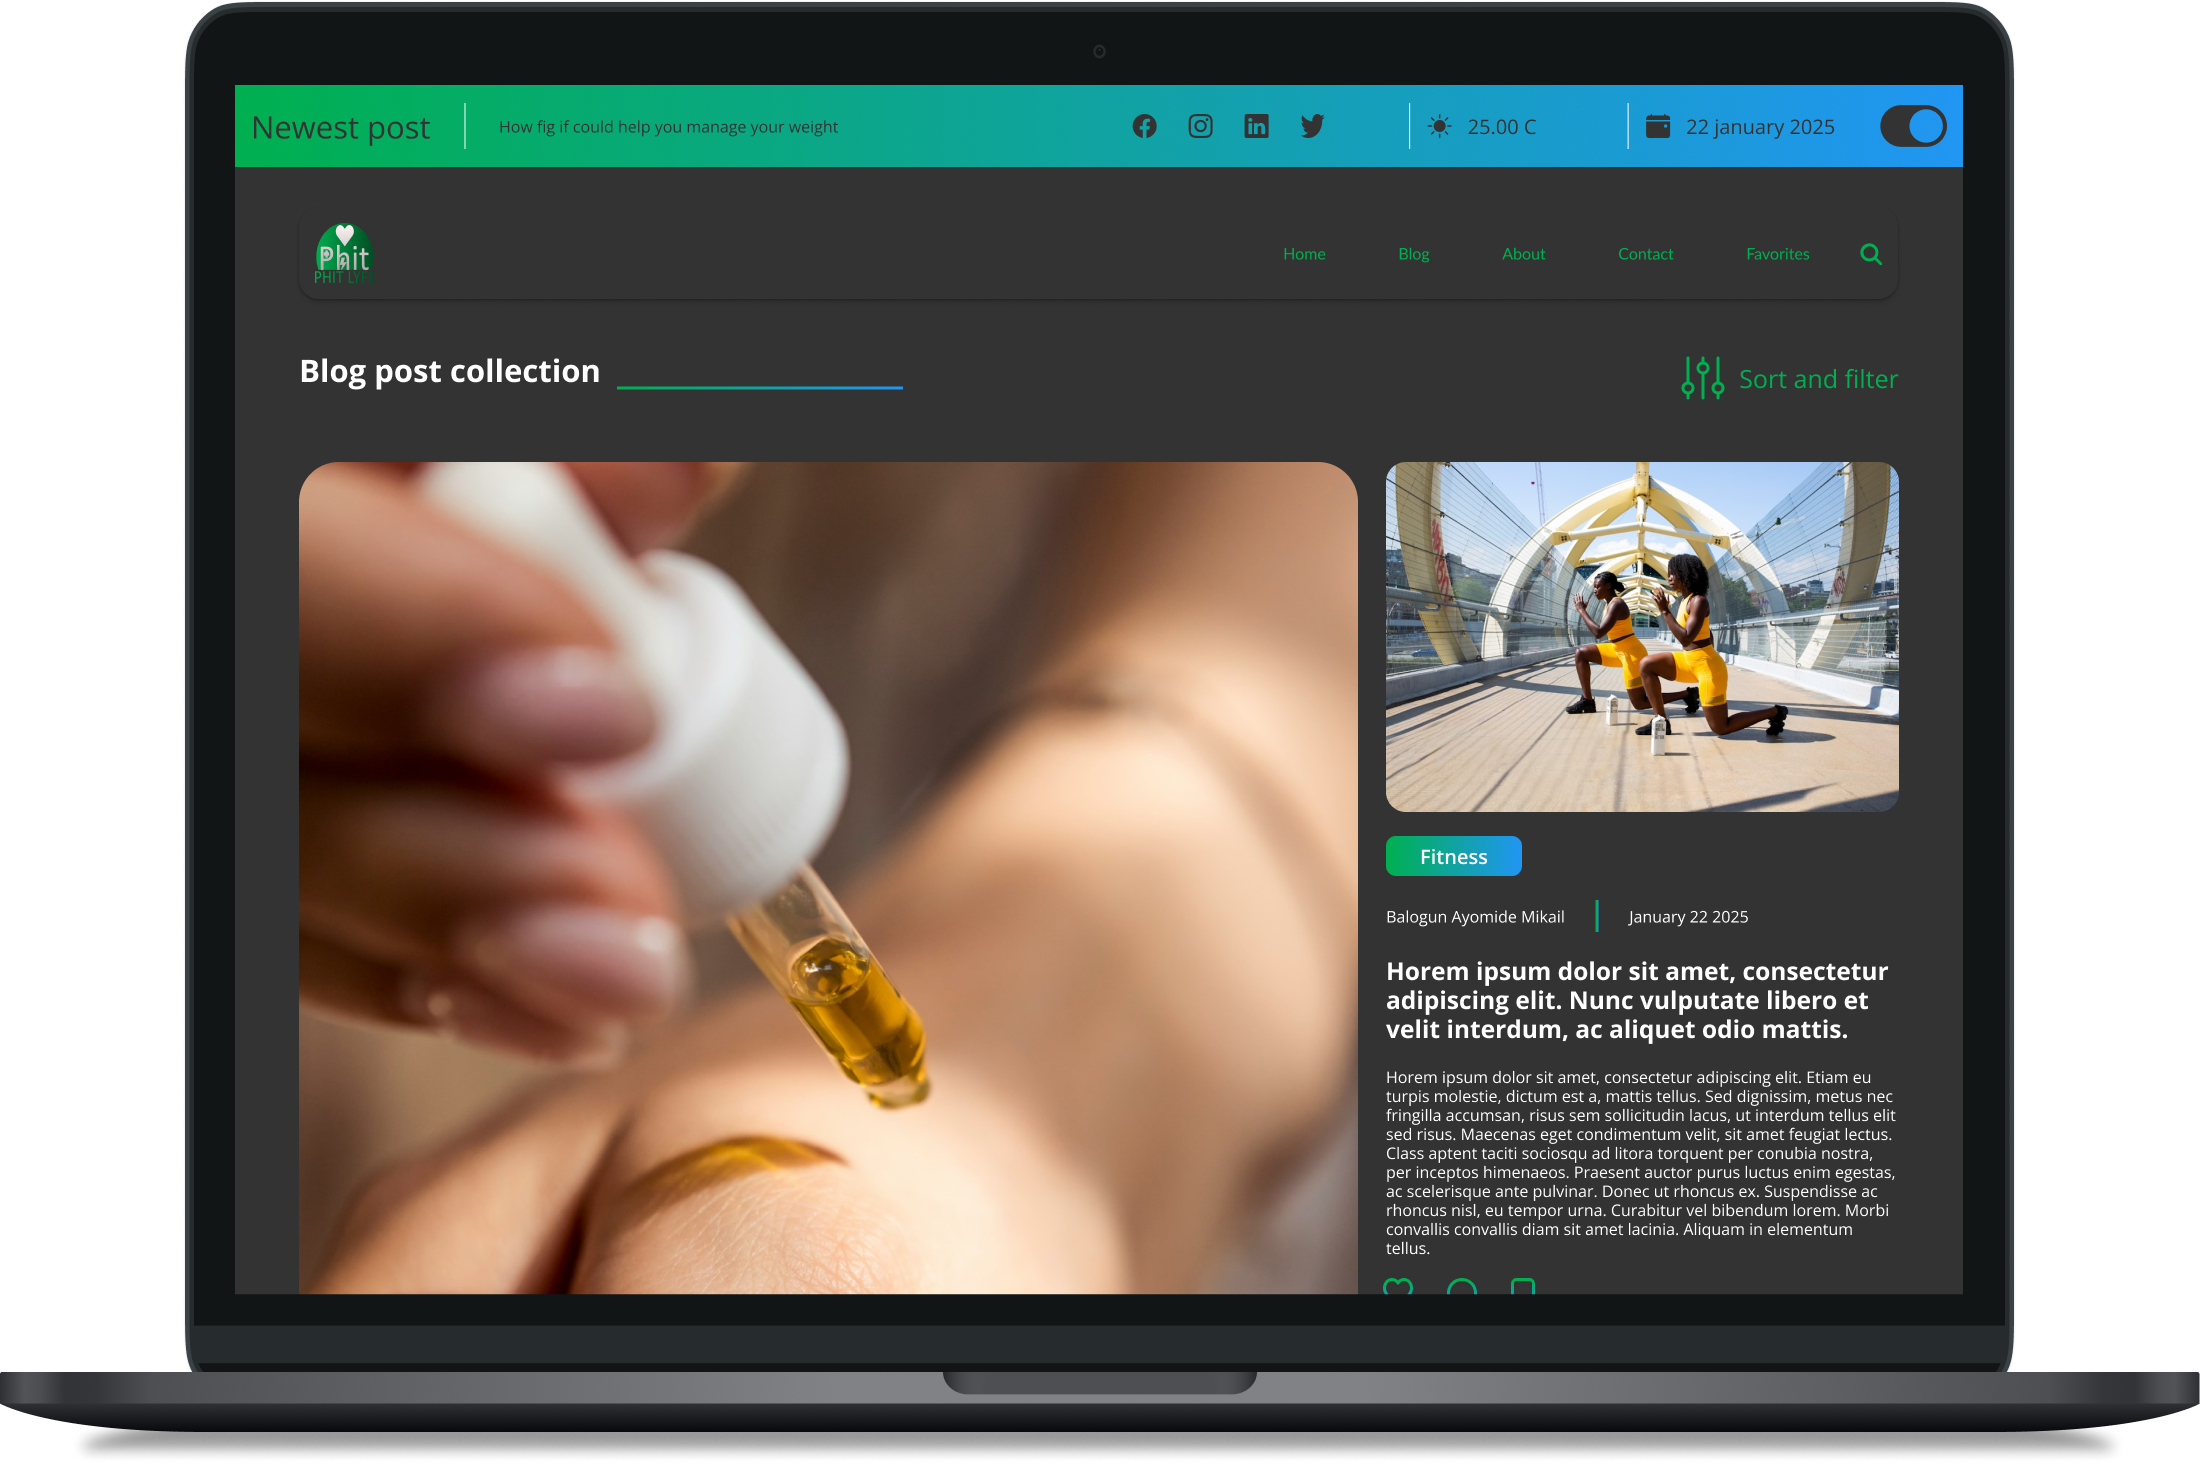 Newest post
How fig if could help you manage your weight
25.00 C
22 january 2025
Phit
PHIT
Home
Blog
About
Contact
Favorites
Blog post collection
Sort and filter
Fitness
Balogun Ayomide Mikail
January 22 2025
Horem ipsum dolor sit amet, consectetur
adipiscing elit. Nunc vulputate libero et
velit interdum, ac aliquet odio mattis.
Horem ipsum dolor sit amet, consectetur adipiscing elit. Etiam eu
turpis molestie, dictum est a, mattis tellus. Sed dignissim, metus nec
fringilla accumsan, risus sem sollicitudin lacus, ut interdum tellus elit
sed risus. Maecenas eget condimentum velit, sit amet feugiat lectus.
Class aptent taciti sociosqu ad litora torquent per conubia nostra,
per inceptos himenaeos. Praesent auctor purus luctus enim egestas,
ac scelerisque ante pulvinar. Donec ut rhoncus ex. Suspendisse ac
rhoncus nisl, eu tempor urna. Curabitur vel bibendum lorem. Morbi
convallis convallis diam sit amet lacinia. Aliquam in elementum
tellus.